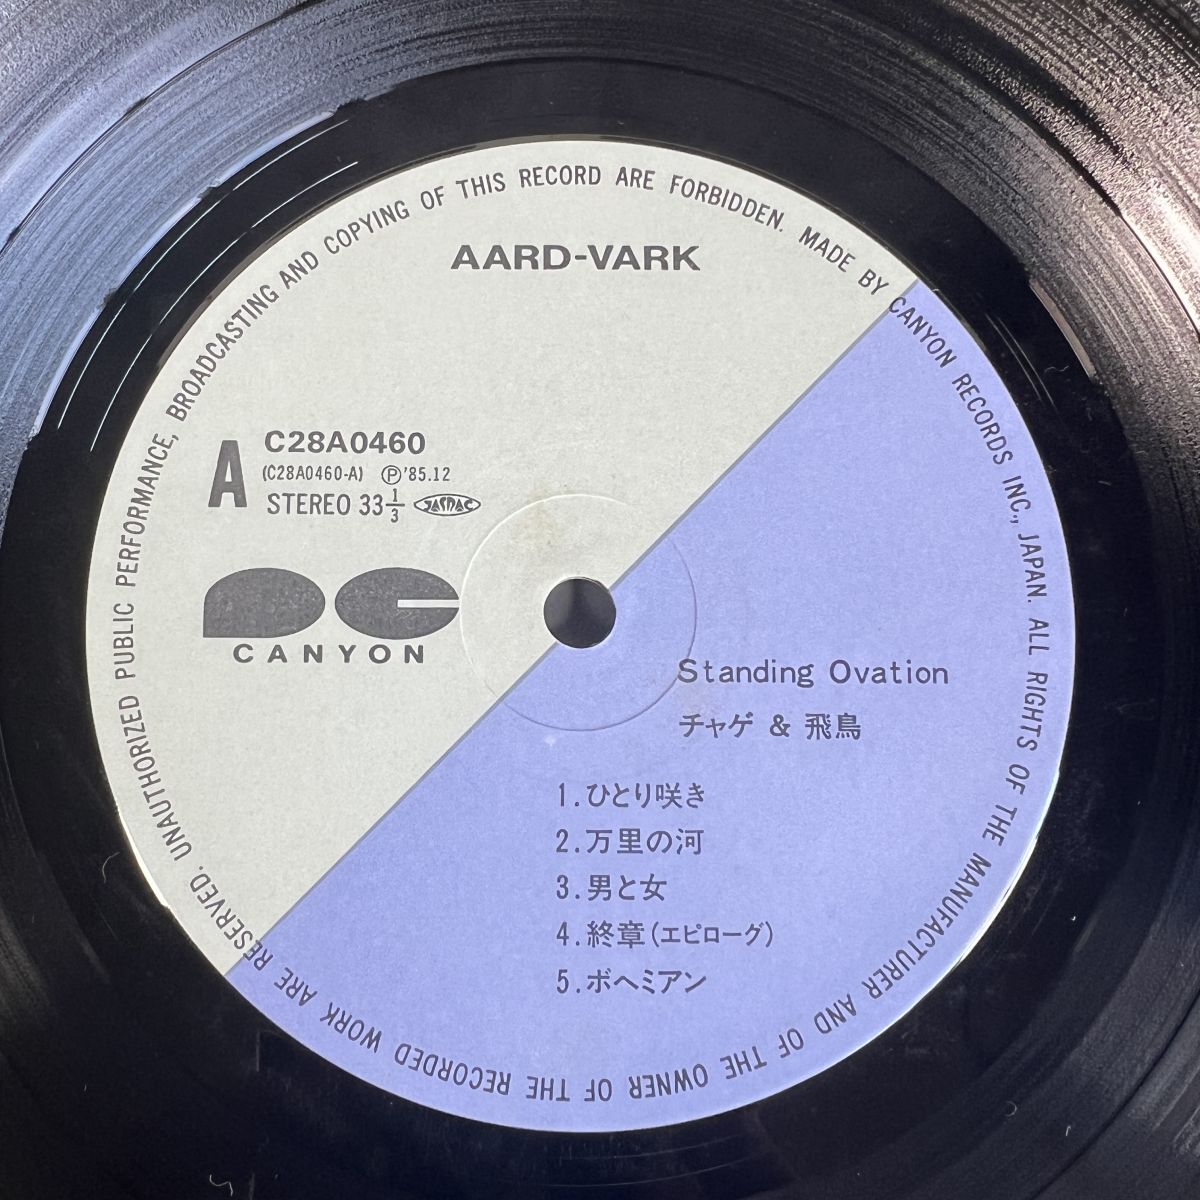 UNAUTHORIZED PUBLIC PERFORMANCE, BROADCASTING AND COPYING OF THIS RECORD ARE FORBIDDEN. MADE BY CANYON RECORDS INC., JAPAN. ALL RIGHTS OF THE MANUFACTURER AND OF THE OWNER OF THE RECORDED WORK ARE RESERVED.
AARD-VARK
A
C28A0460
(C28A0460-A) Ⓟ'85.12
STEREO 33 1/3 JASRAC
CANYON
Standing Ovation
チャゲ & 飛鳥
1.ひとり咲き
2.万里の河
3.男と女
4.終章(エピローグ)
5.ボヘミアン